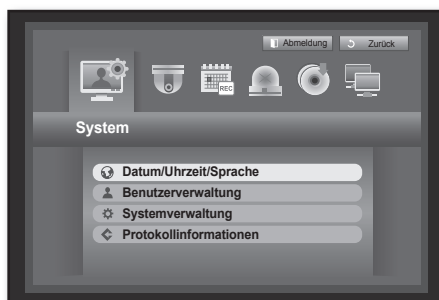 Abmeldung Zurück
REC
System
Datum/Uhrzeit/Sprache
Benutzerverwaltung
Systemverwaltung
Protokollinformationen